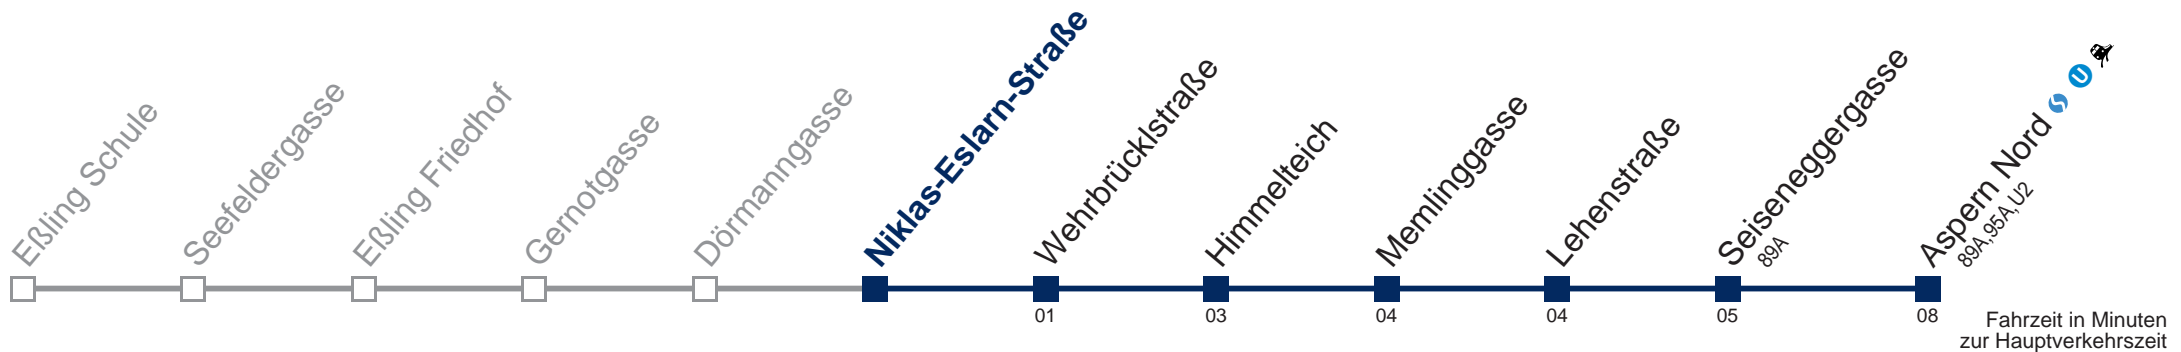 Eßling Schule
Seefeldergasse
Eßling Friedhof
Gernotgasse
Dörmanngasse
Niklas-Eslarn-Straße
Wehrbrücklstraße
01
Himmelteich
03
Memlinggasse
04
Lehenstraße
04
Seiseneggergasse
89A
05
Aspern Nord S U
89A,95A,U2
08
Fahrzeit in Minuten
zur Hauptverkehrszeit